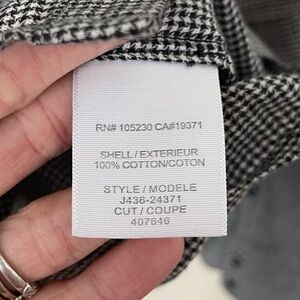 RN# 105230 CA#19371
SHELL / EXTERIEUR
100% COTTON/COTON
STYLE / MODELE
J436-24371
CUT / COUPE
407646